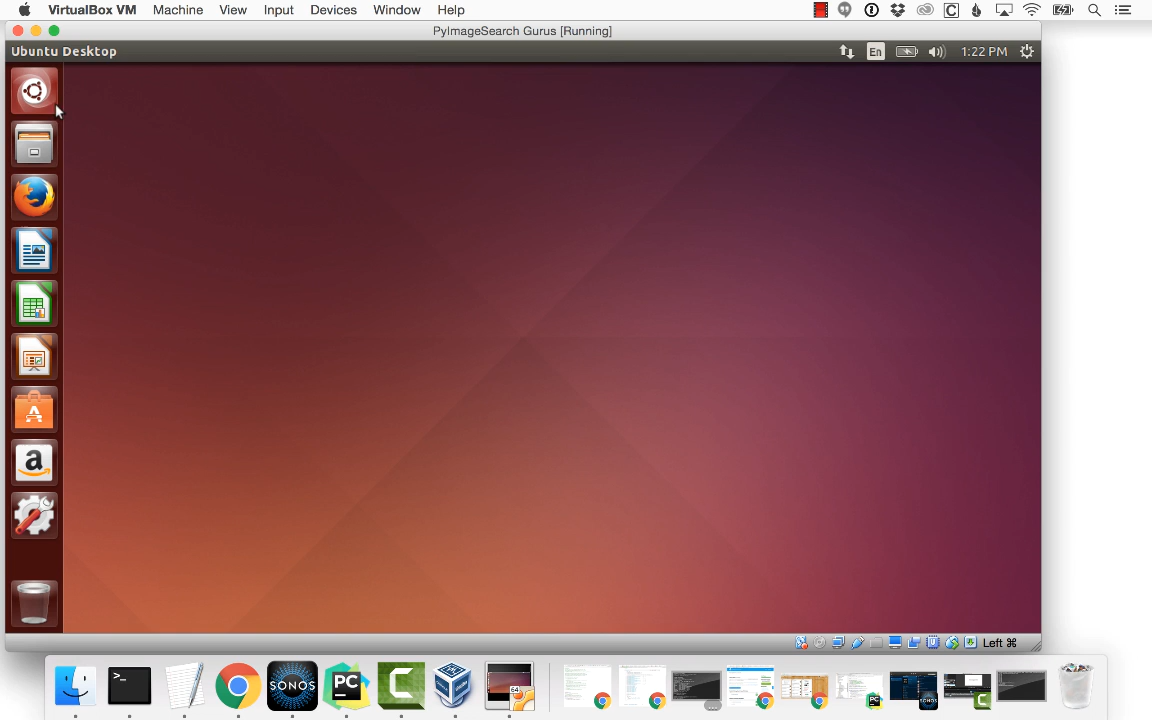 VirtualBox VM Machine View Input Devices Window Help
PyImageSearch Gurus [Running]
Ubuntu Desktop En 1:22 PM
a
A
Left ⌘
>_ SONOS PC C 64